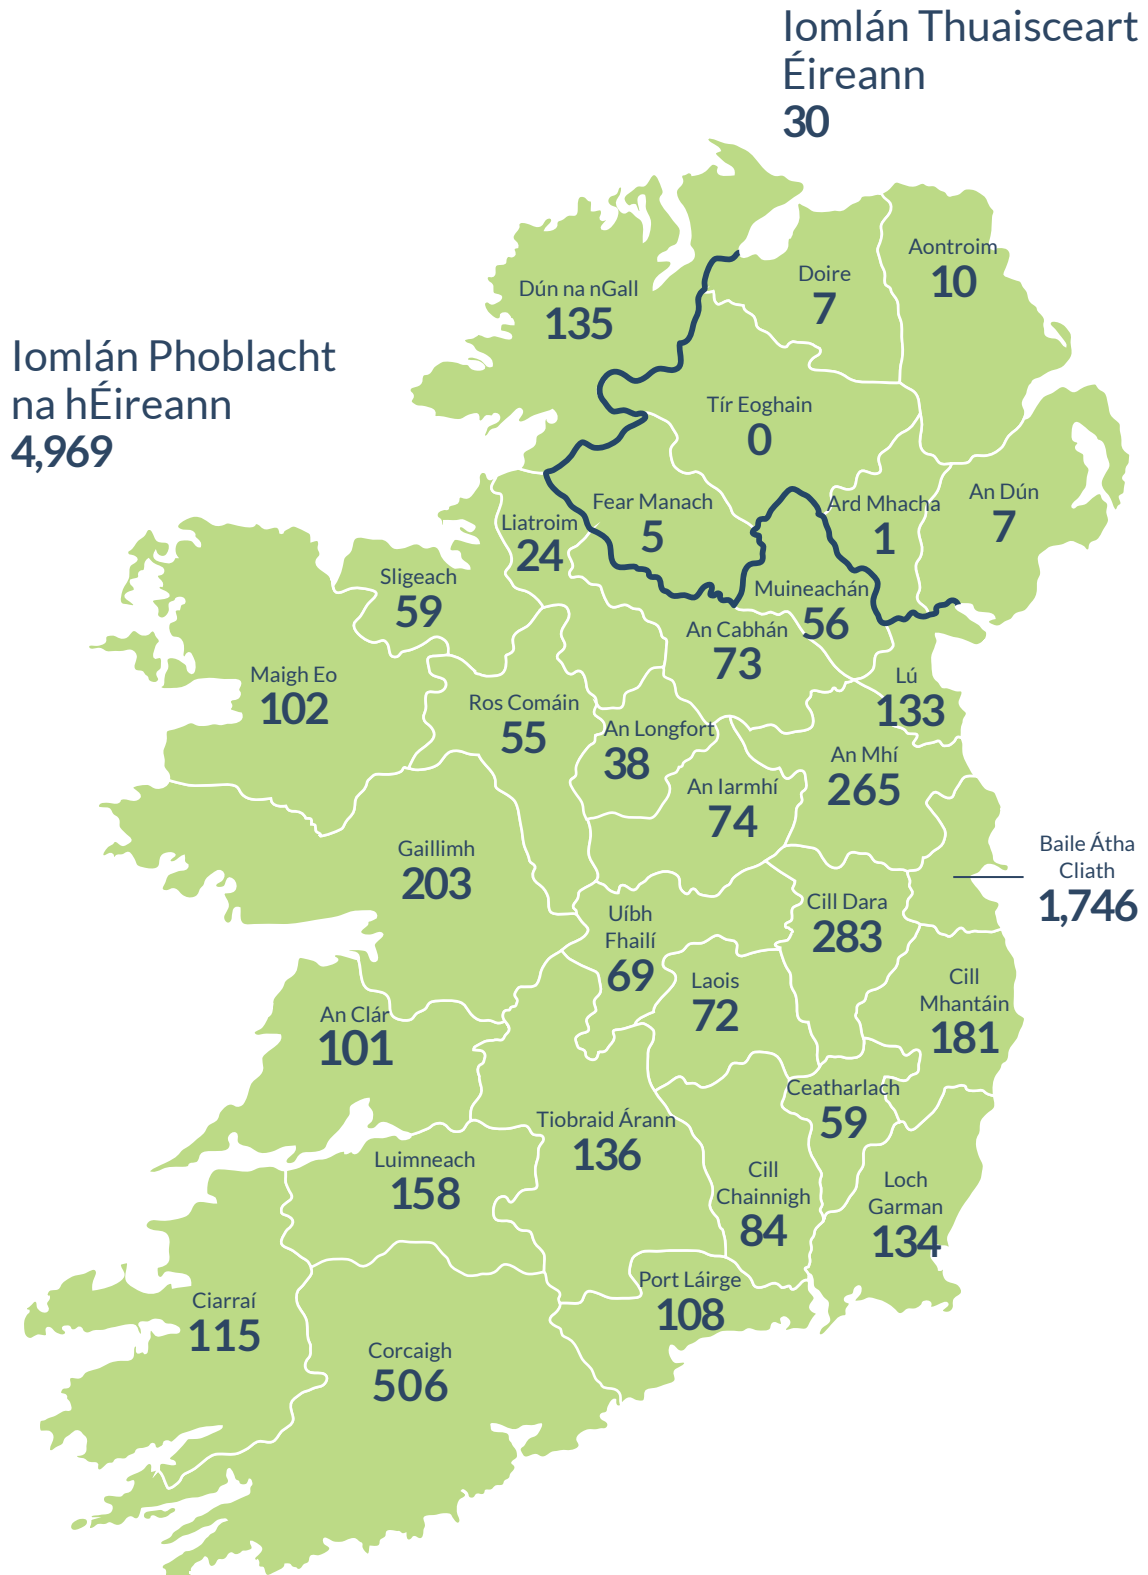 Iomlán Thuaisceart
Éireann
30
Iomlán Phoblacht
na hÉireann
4,969
Aontroim
10
Doire
7
Dún na nGall
135
Tír Eoghain
0
An Dún
7
Ard Mhacha
1
Fear Manach
5
Liatroim
24
Sligeach
59
Muineachán
56
An Cabhán
73
Maigh Eo
102
Lú
133
Ros Comáin
55
An Longfort
38
An Mhí
265
An Iarmhí
74
Gaillimh
203
Baile Átha
Cliath
1,746
Cill Dara
283
Uíbh
Fhailí
69
Laois
72
Cill
Mhantáin
181
An Clár
101
Ceatharlach
59
Tiobraid Árann
136
Luimneach
158
Cill
Chainnigh
84
Loch
Garman
134
Port Láirge
108
Ciarraí
115
Corcaigh
506